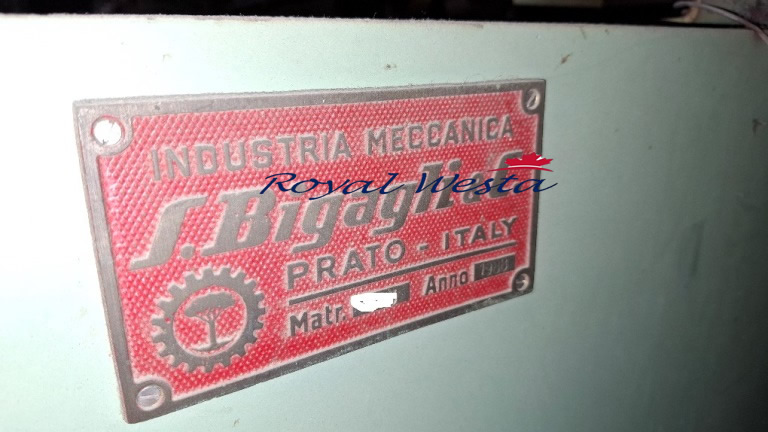 INDUSTRIA MECCANICA
S. Bigagli & C.
Royal Westa
PRATO - ITALY
Matr. Anno